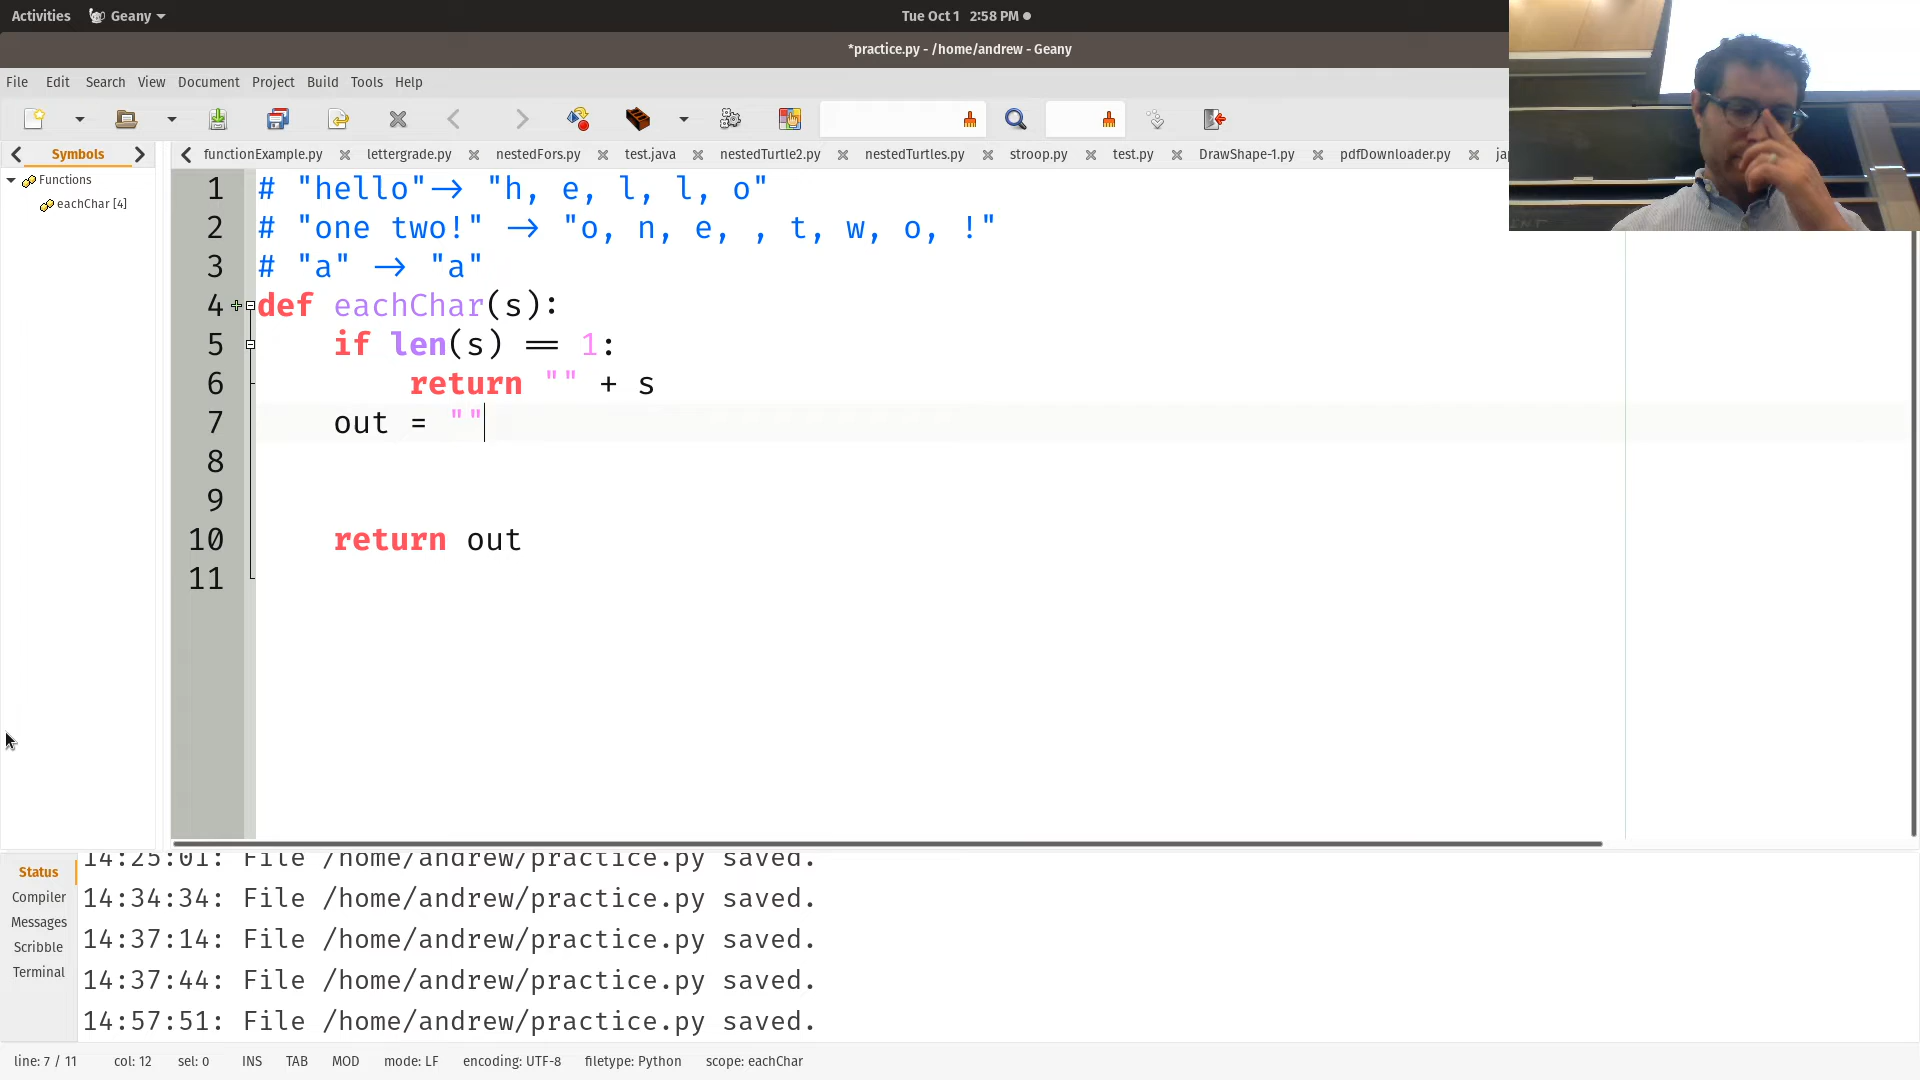 Activities Geany Tue Oct 1 2:58 PM
*practice.py - /home/andrew - Geany
File Edit Search View Document Project Build Tools Help
Symbols functionExample.py lettergrade.py nestedFors.py test.java nestedTurtle2.py nestedTurtles.py stroop.py test.py DrawShape-1.py pdfDownloader.py
Functions
eachChar [4]
1 # "hello"-> "h, e, l, l, o"
2 # "one two!" -> "o, n, e, , t, w, o, !"
3 # "a" -> "a"
4 def eachChar(s):
5 if len(s) == 1:
6 return "" + s
7 out = ""
8
9
10 return out
11
Status
Compiler
Messages
Scribble
Terminal
14:25:01: File /home/andrew/practice.py saved.
14:34:34: File /home/andrew/practice.py saved.
14:37:14: File /home/andrew/practice.py saved.
14:37:44: File /home/andrew/practice.py saved.
14:57:51: File /home/andrew/practice.py saved.
line: 7 / 11 col: 12 sel: 0 INS TAB MOD mode: LF encoding: UTF-8 filetype: Python scope: eachChar